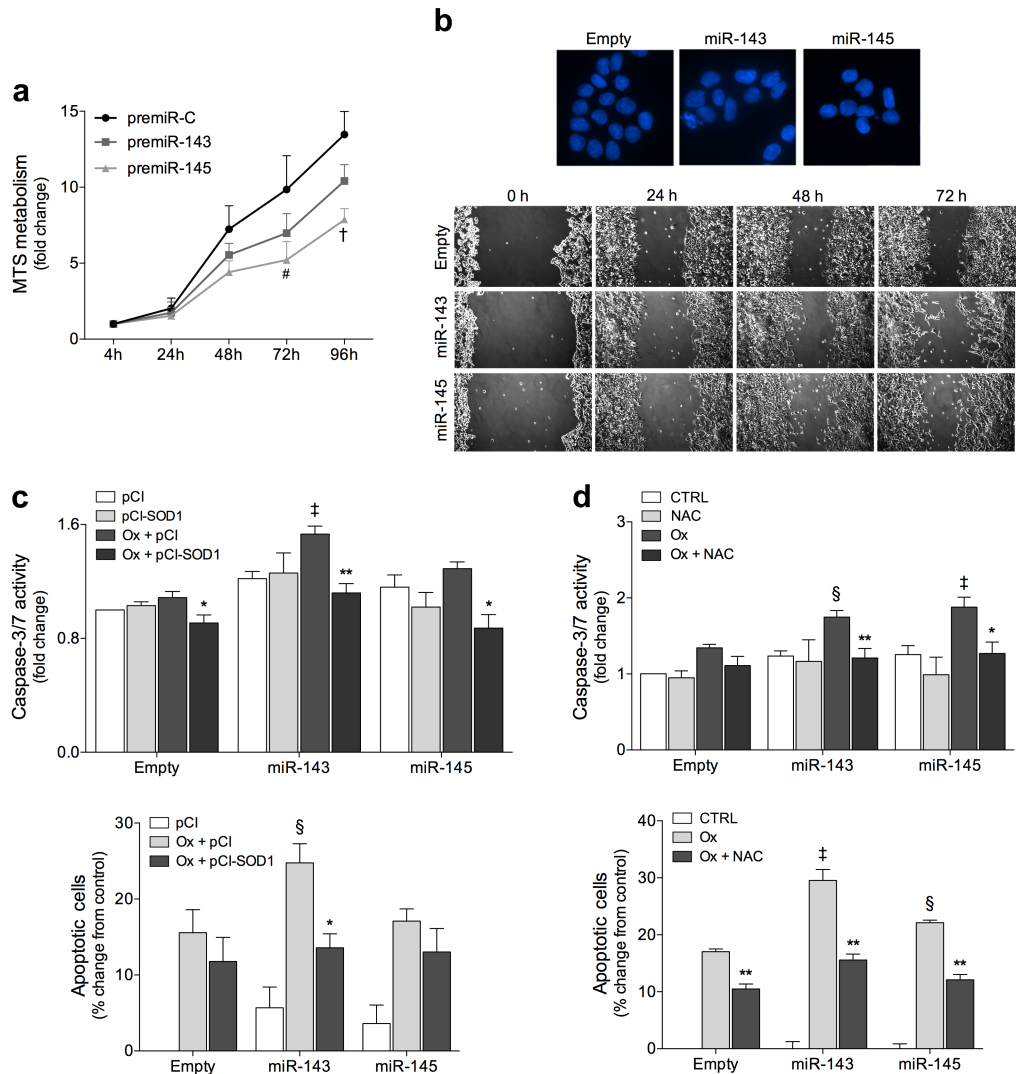 a
MTS metabolism
(fold change)
15
10
5
0
premiR-C
premiR-143
premiR-145
#
†
4h 24h 48h 72h 96h
b
Empty miR-143 miR-145
0 h 24 h 48 h 72 h
Empty
miR-143
miR-145
c
pCI
pCI-SOD1
Ox + pCI
Ox + pCI-SOD1
Caspase-3/7 activity
(fold change)
1.6
0.8
0.0
* ‡ ** *
Empty miR-143 miR-145
pCI
Ox + pCI
Ox + pCI-SOD1
Apoptotic cells
(% change from control)
30
20
10
0
§ *
Empty miR-143 miR-145
d
CTRL
NAC
Ox
Ox + NAC
Caspase-3/7 activity
(fold change)
3
2
1
0
§ ** ‡ *
Empty miR-143 miR-145
CTRL
Ox
Ox + NAC
Apoptotic cells
(% change from control)
40
30
20
10
0
** ‡ ** § **
Empty miR-143 miR-145